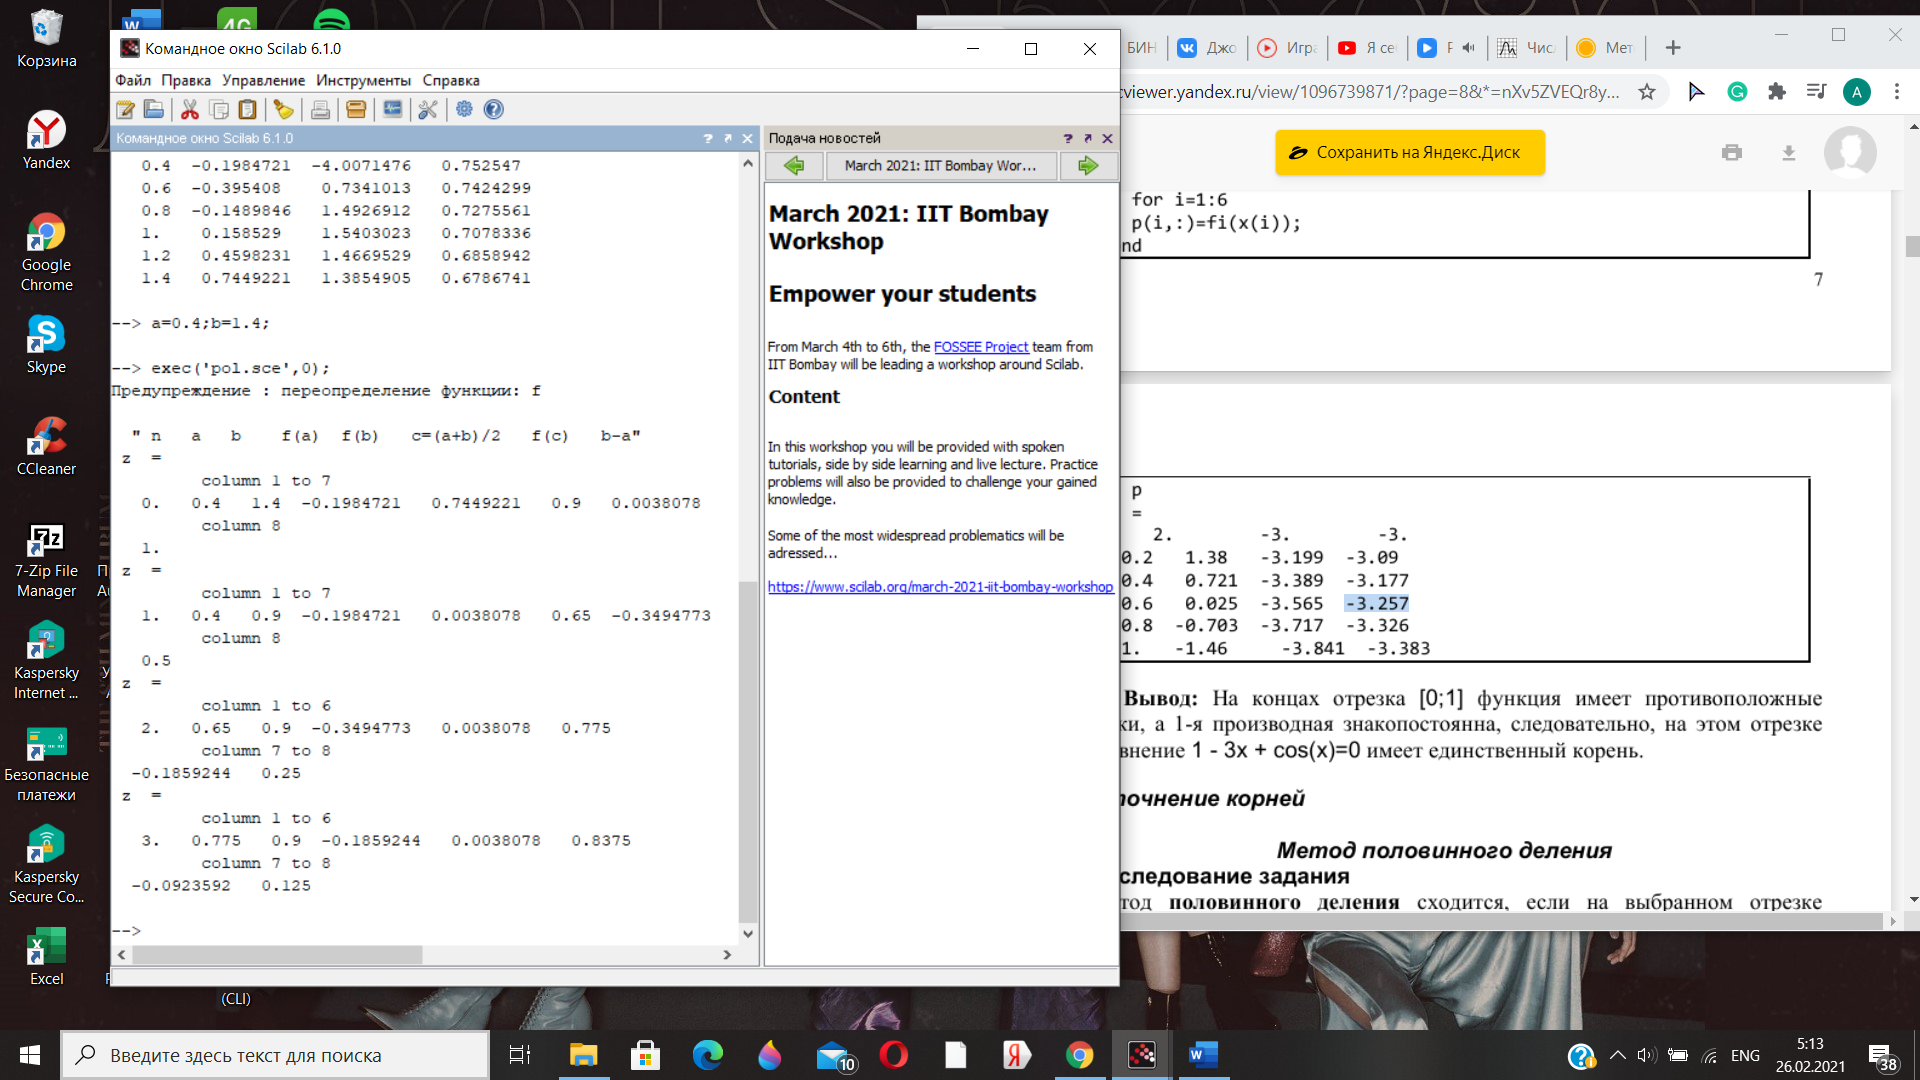 Корзина
Yandex
Google
Chrome
Skype
CCleaner
7-Zip File
Manager
Kaspersky
Internet ...
Безопасные
платежи
Kaspersky
Secure Co...
Excel
(CLI)
4G
Командное окно Scilab 6.1.0
Файл Правка Управление Инструменты Справка
Командное окно Scilab 6.1.0
0.4 -0.1984721 -4.0071476 0.752547
0.6 -0.395408 0.7341013 0.7424299
0.8 -0.1489846 1.4926912 0.7275561
1. 0.158529 1.5403023 0.7078336
1.2 0.4598231 1.4669529 0.6858942
1.4 0.7449221 1.3854905 0.6786741
--> a=0.4;b=1.4;
--> exec('pol.sce',0);
Предупреждение : переопределение функции: f
" n a b f(a) f(b) c=(a+b)/2 f(c) b-a"
z =
column 1 to 7
0. 0.4 1.4 -0.1984721 0.7449221 0.9 0.0038078
column 8
1.
z =
column 1 to 7
1. 0.4 0.9 -0.1984721 0.0038078 0.65 -0.3494773
column 8
0.5
z =
column 1 to 6
2. 0.65 0.9 -0.3494773 0.0038078 0.775
column 7 to 8
-0.1859244 0.25
z =
column 1 to 6
3. 0.775 0.9 -0.1859244 0.0038078 0.8375
column 7 to 8
-0.0923592 0.125
-->
Подача новостей
March 2021: IIT Bombay Wor...
March 2021: IIT Bombay
Workshop
Empower your students
From March 4th to 6th, the FOSSEE Project team from
IIT Bombay will be leading a workshop around Scilab.
Content
In this workshop you will be provided with spoken
tutorials, side by side learning and live lecture. Practice
problems will also be provided to challenge your gained
knowledge.
Some of the most widespread problematics will be
adressed...
https://www.scilab.org/march-2021-iit-bombay-workshop
БИН Джо Игра Я се Чис Мет
cviewer.yandex.ru/view/1096739871/?page=8&*=nXv5ZVEQr8y...
A
Сохранить на Яндекс.Диск
for i=1:6
p(i,:)=fi(x(i));
nd
7
p
=
2. -3. -3.
0.2 1.38 -3.199 -3.09
0.4 0.721 -3.389 -3.177
0.6 0.025 -3.565 -3.257
0.8 -0.703 -3.717 -3.326
1. -1.46 -3.841 -3.383
Вывод: На концах отрезка [0;1] функция имеет противоположные
ки, а 1-я производная знакопостоянна, следовательно, на этом отрезке
внение 1 - 3x + cos(x)=0 имеет единственный корень.
точнение корней
Метод половинного деления
следование задания
тод половинного деления сходится, если на выбранном отрезке
Введите здесь текст для поиска
10
ENG
5:13
26.02.2021
38